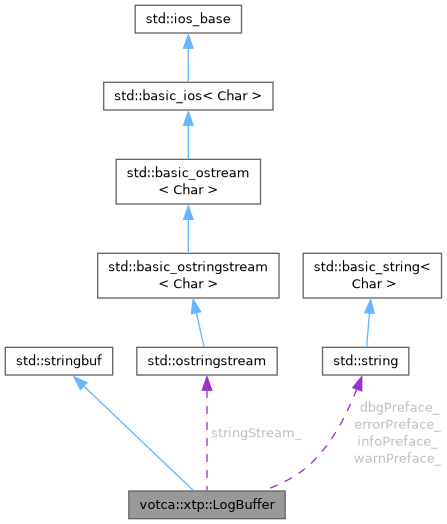 std::ios_base
std::basic_ios< Char >
std::basic_ostream
< Char >
std::basic_ostringstream
< Char >
std::basic_string<
Char >
std::stringbuf
std::ostringstream
std::string
stringStream_
dbgPreface_
errorPreface_
infoPreface_
warnPreface_
votca::xtp::LogBuffer